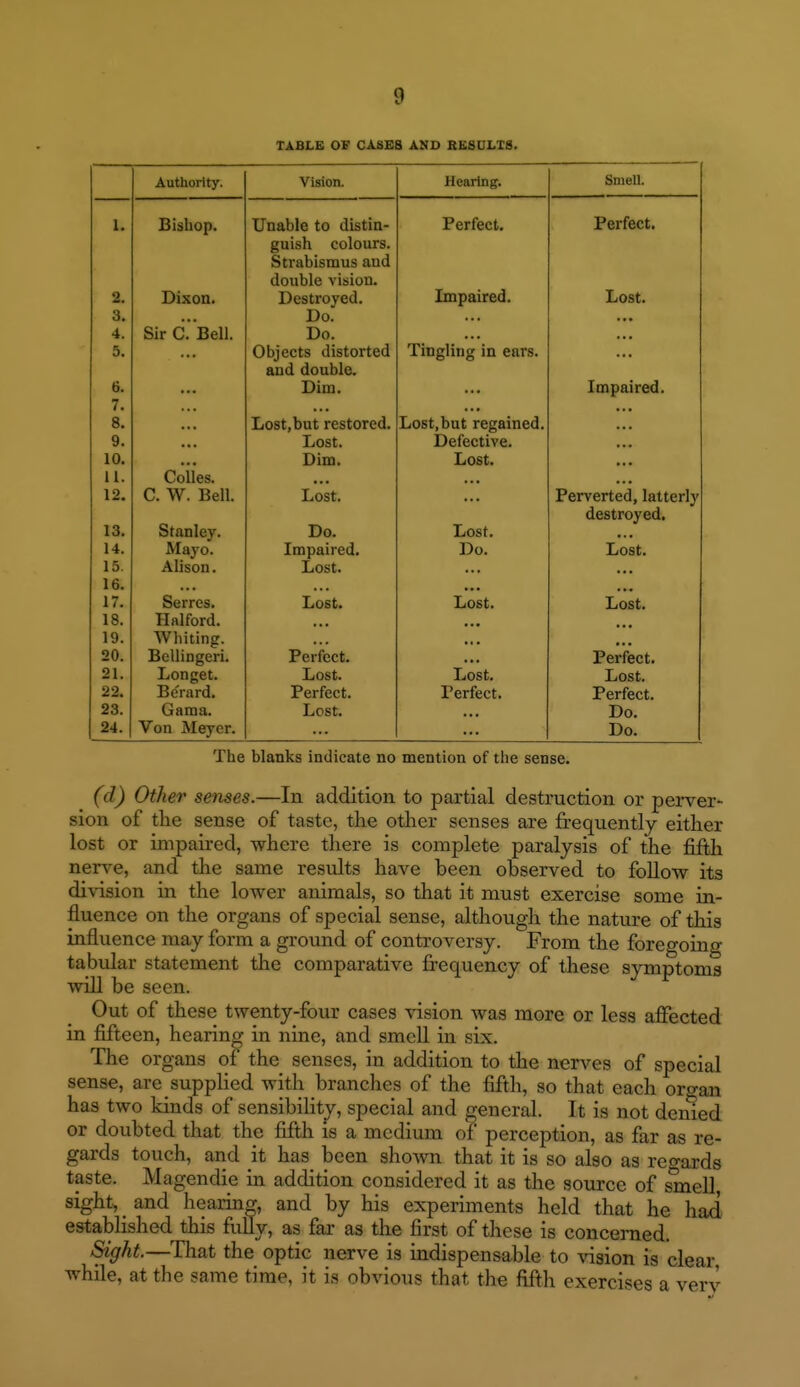 9
TABLE OF CASES AND RESULTS.
Authority. Vision. Hearing. Smell.
1. Bishop. Unable to distin- Perfect. Perfect.
guish colours.
Strabismus and
double vision.
2. Dixon. Destroyed. Impaired. Lost.
3. ... Do. ... ...
4. Sir C. Bell. Do. ... ...
5. ... Objects distorted Tingling in ears. ...
and double.
6. ... Dim. ... Impaired.
7. ... ... ... ...
8. ... Lost,but restored. Lost,but regained. ...
9. ... Lost. Defective. ...
10. ... Dim. Lost. ...
11. Colles. ... ... ...
12. C. W. Bell. Lost. ... Perverted, latterly
destroyed.
13. Stanley. Do. Lost. ...
14. Mayo. Impaired. Do. Lost.
15. Alison. Lost. ... ...
16. ... ... ... ...
17. Serres. Lost. Lost. Lost.
18. Halford. ... ... ...
19. Whiting. ... ... ...
20. Bellingeri. Perfect. ... Perfect.
21. Longet. Lost. Lost. Lost.
22. Bérard. Perfect. Perfect. Perfect.
23. Gama. Lost. ... Do.
24. Von Meyer. ... ... Do.
The blanks indicate no mention of the sense.
(d) Other senses.—In addition to partial destruction or perver-
sion of the sense of taste, the other senses are frequently either
lost or impaired, where there is complete paralysis of the fifth
nerve, and the same results have been observed to follow its
division in the lower animals, so that it must exercise some in-
fluence on the organs of special sense, although the nature of this
influence may form a ground of controversy. From the foregoing
tabular statement the comparative frequency of these symptoms
will be seen.
Out of these twenty-four cases vision was more or less affected
in fifteen, hearing in nine, and smell in six.
The organs of the senses, in addition to the nerves of special
sense, are supplied with branches of the fifth, so that each organ
has two kinds of sensibility, special and general. It is not denied
or doubted that the fifth is a medium of perception, as far as re-
gards touch, and it has been shown that it is so also as regards
taste. Magendie in addition considered it as the source of smell,
sight, and hearing, and by his experiments held that he had
established this fully, as far as the first of these is concerned.
Sight.—That the optic nerve is indispensable to vision is clear,
while, at the same time, it is obvious that the fifth exercises a very